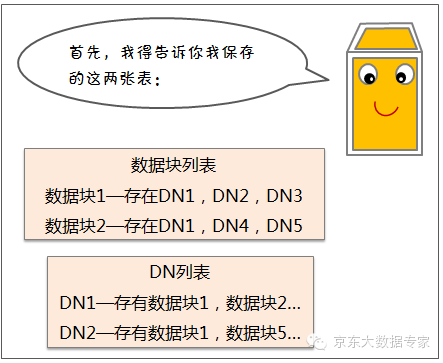 首先，我得告诉你我保存
的这两张表：
数据块列表
数据块1—存在DN1，DN2，DN3
数据块2—存在DN1，DN4，DN5
DN列表
DN1—存有数据块1，数据块2...
DN2—存有数据块1，数据块5...
京东大数据专家